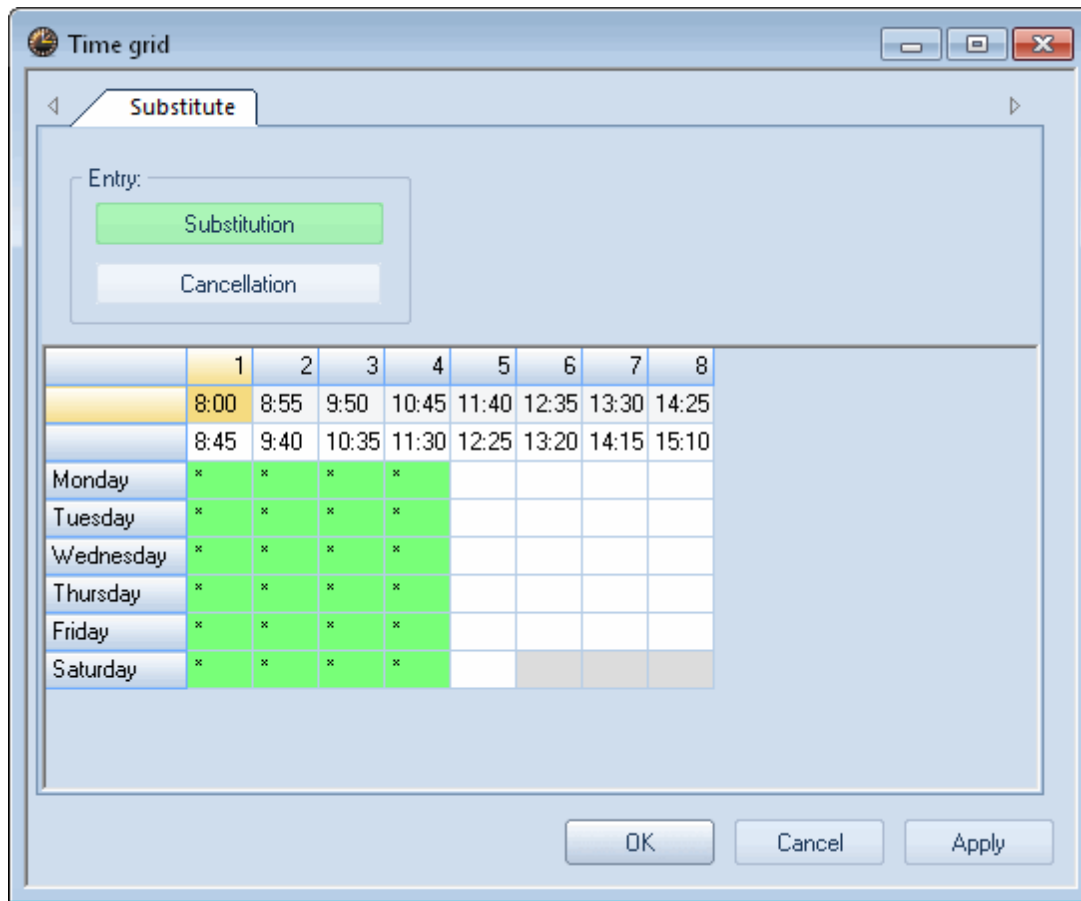 Time grid
Substitute
Entry:
Substitution
Cancellation
1 2 3 4 5 6 7 8
8:00 8:55 9:50 10:45 11:40 12:35 13:30 14:25
8:45 9:40 10:35 11:30 12:25 13:20 14:15 15:10
Monday * * * *
Tuesday * * * *
Wednesday * * * *
Thursday * * * *
Friday * * * *
Saturday * * * *
OK Cancel Apply